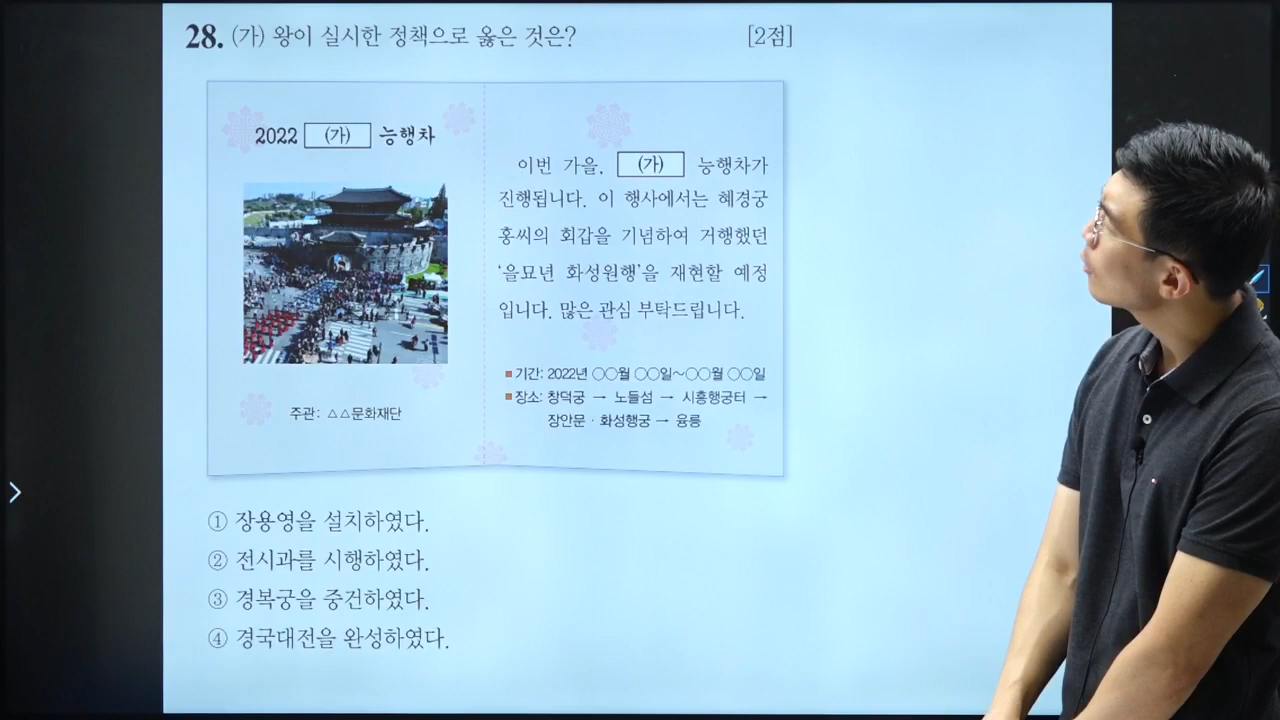 28. (가) 왕이 실시한 정책으로 옳은 것은? [2점]
2022 (가) 능행차
주관: △△문화재단
이번 가을, (가) 능행차가
진행됩니다. 이 행사에서는 혜경궁
홍씨의 회갑을 기념하여 거행했던
‘을묘년 화성원행’을 재현할 예정
입니다. 많은 관심 부탁드립니다.
■ 기간: 2022년 ○○월 ○○일~○○월 ○○일
■ 장소: 창덕궁 → 노들섬 → 시흥행궁터 →
장안문 · 화성행궁 → 융릉
① 장용영을 설치하였다.
② 전시과를 시행하였다.
③ 경복궁을 중건하였다.
④ 경국대전을 완성하였다.